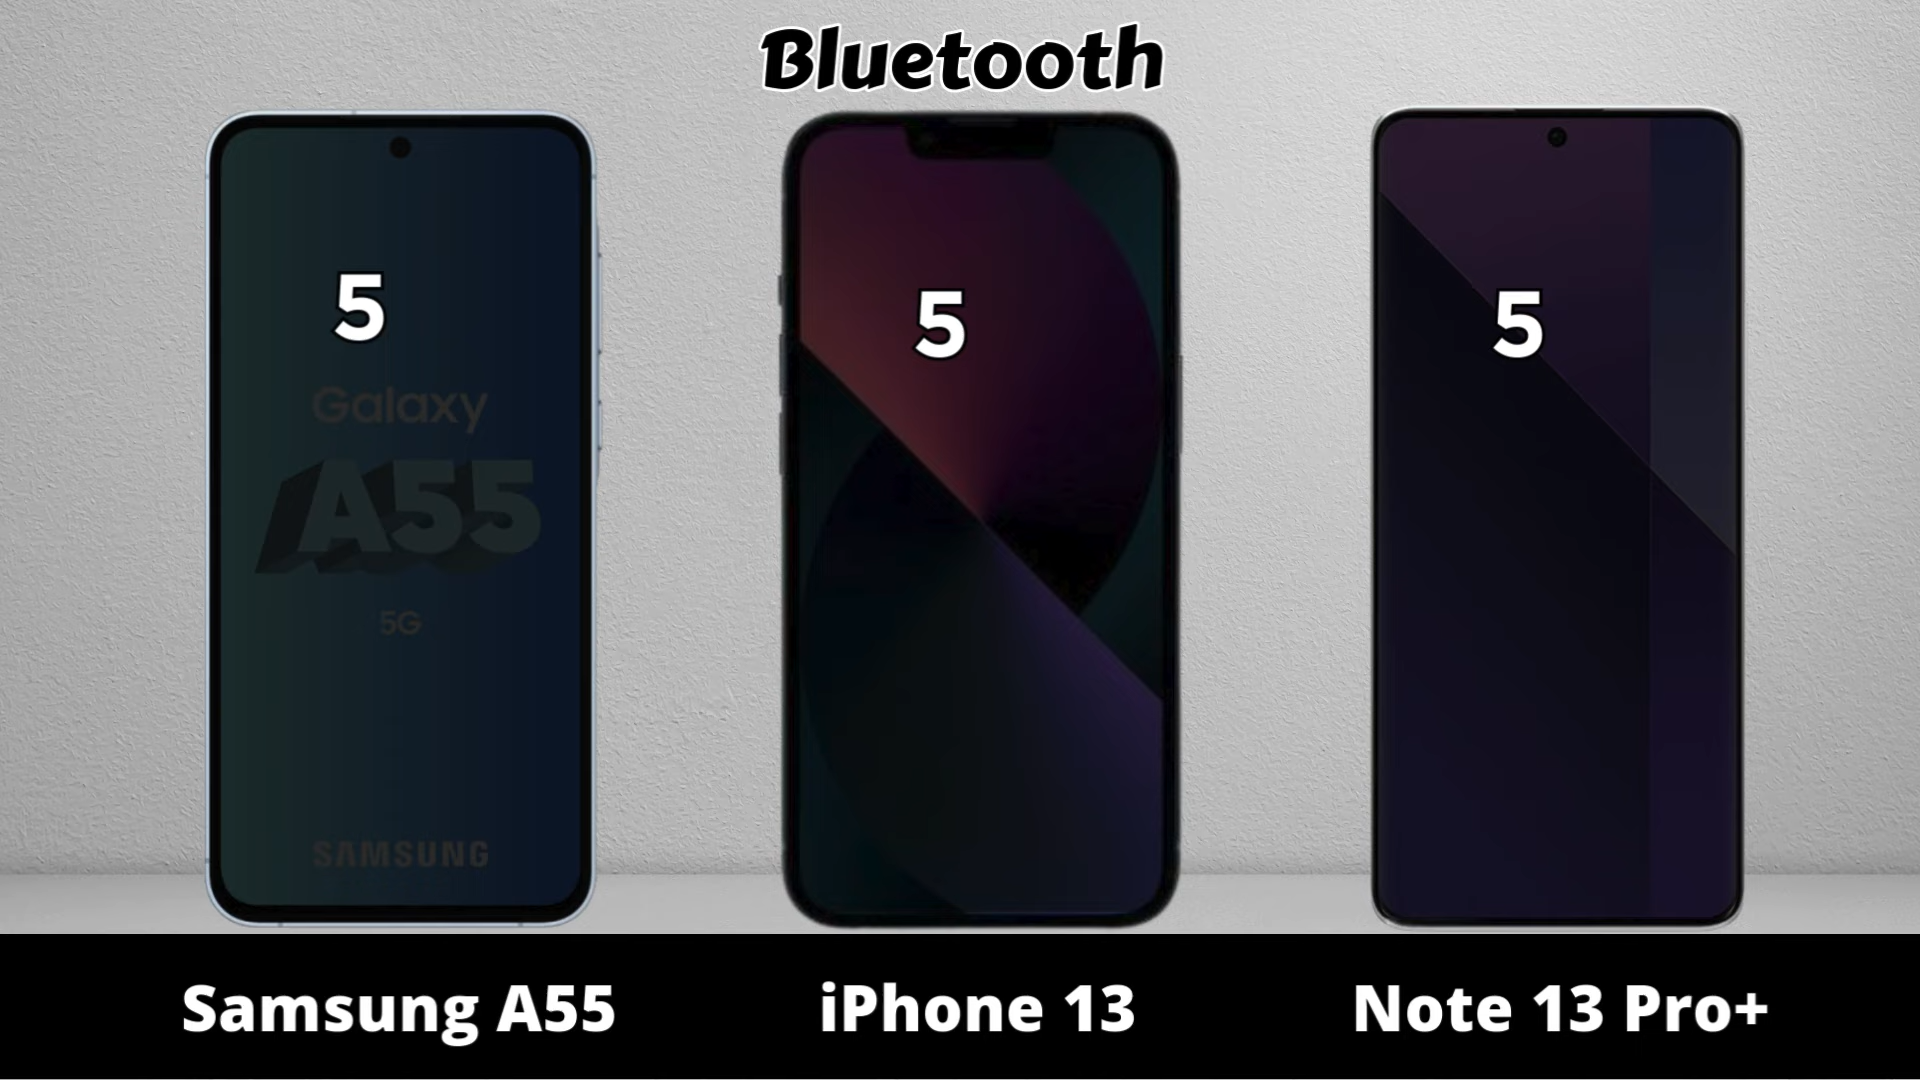 Bluetooth
5
5
5
Galaxy
A55
5G
SAMSUNG
Samsung A55
iPhone 13
Note 13 Pro+